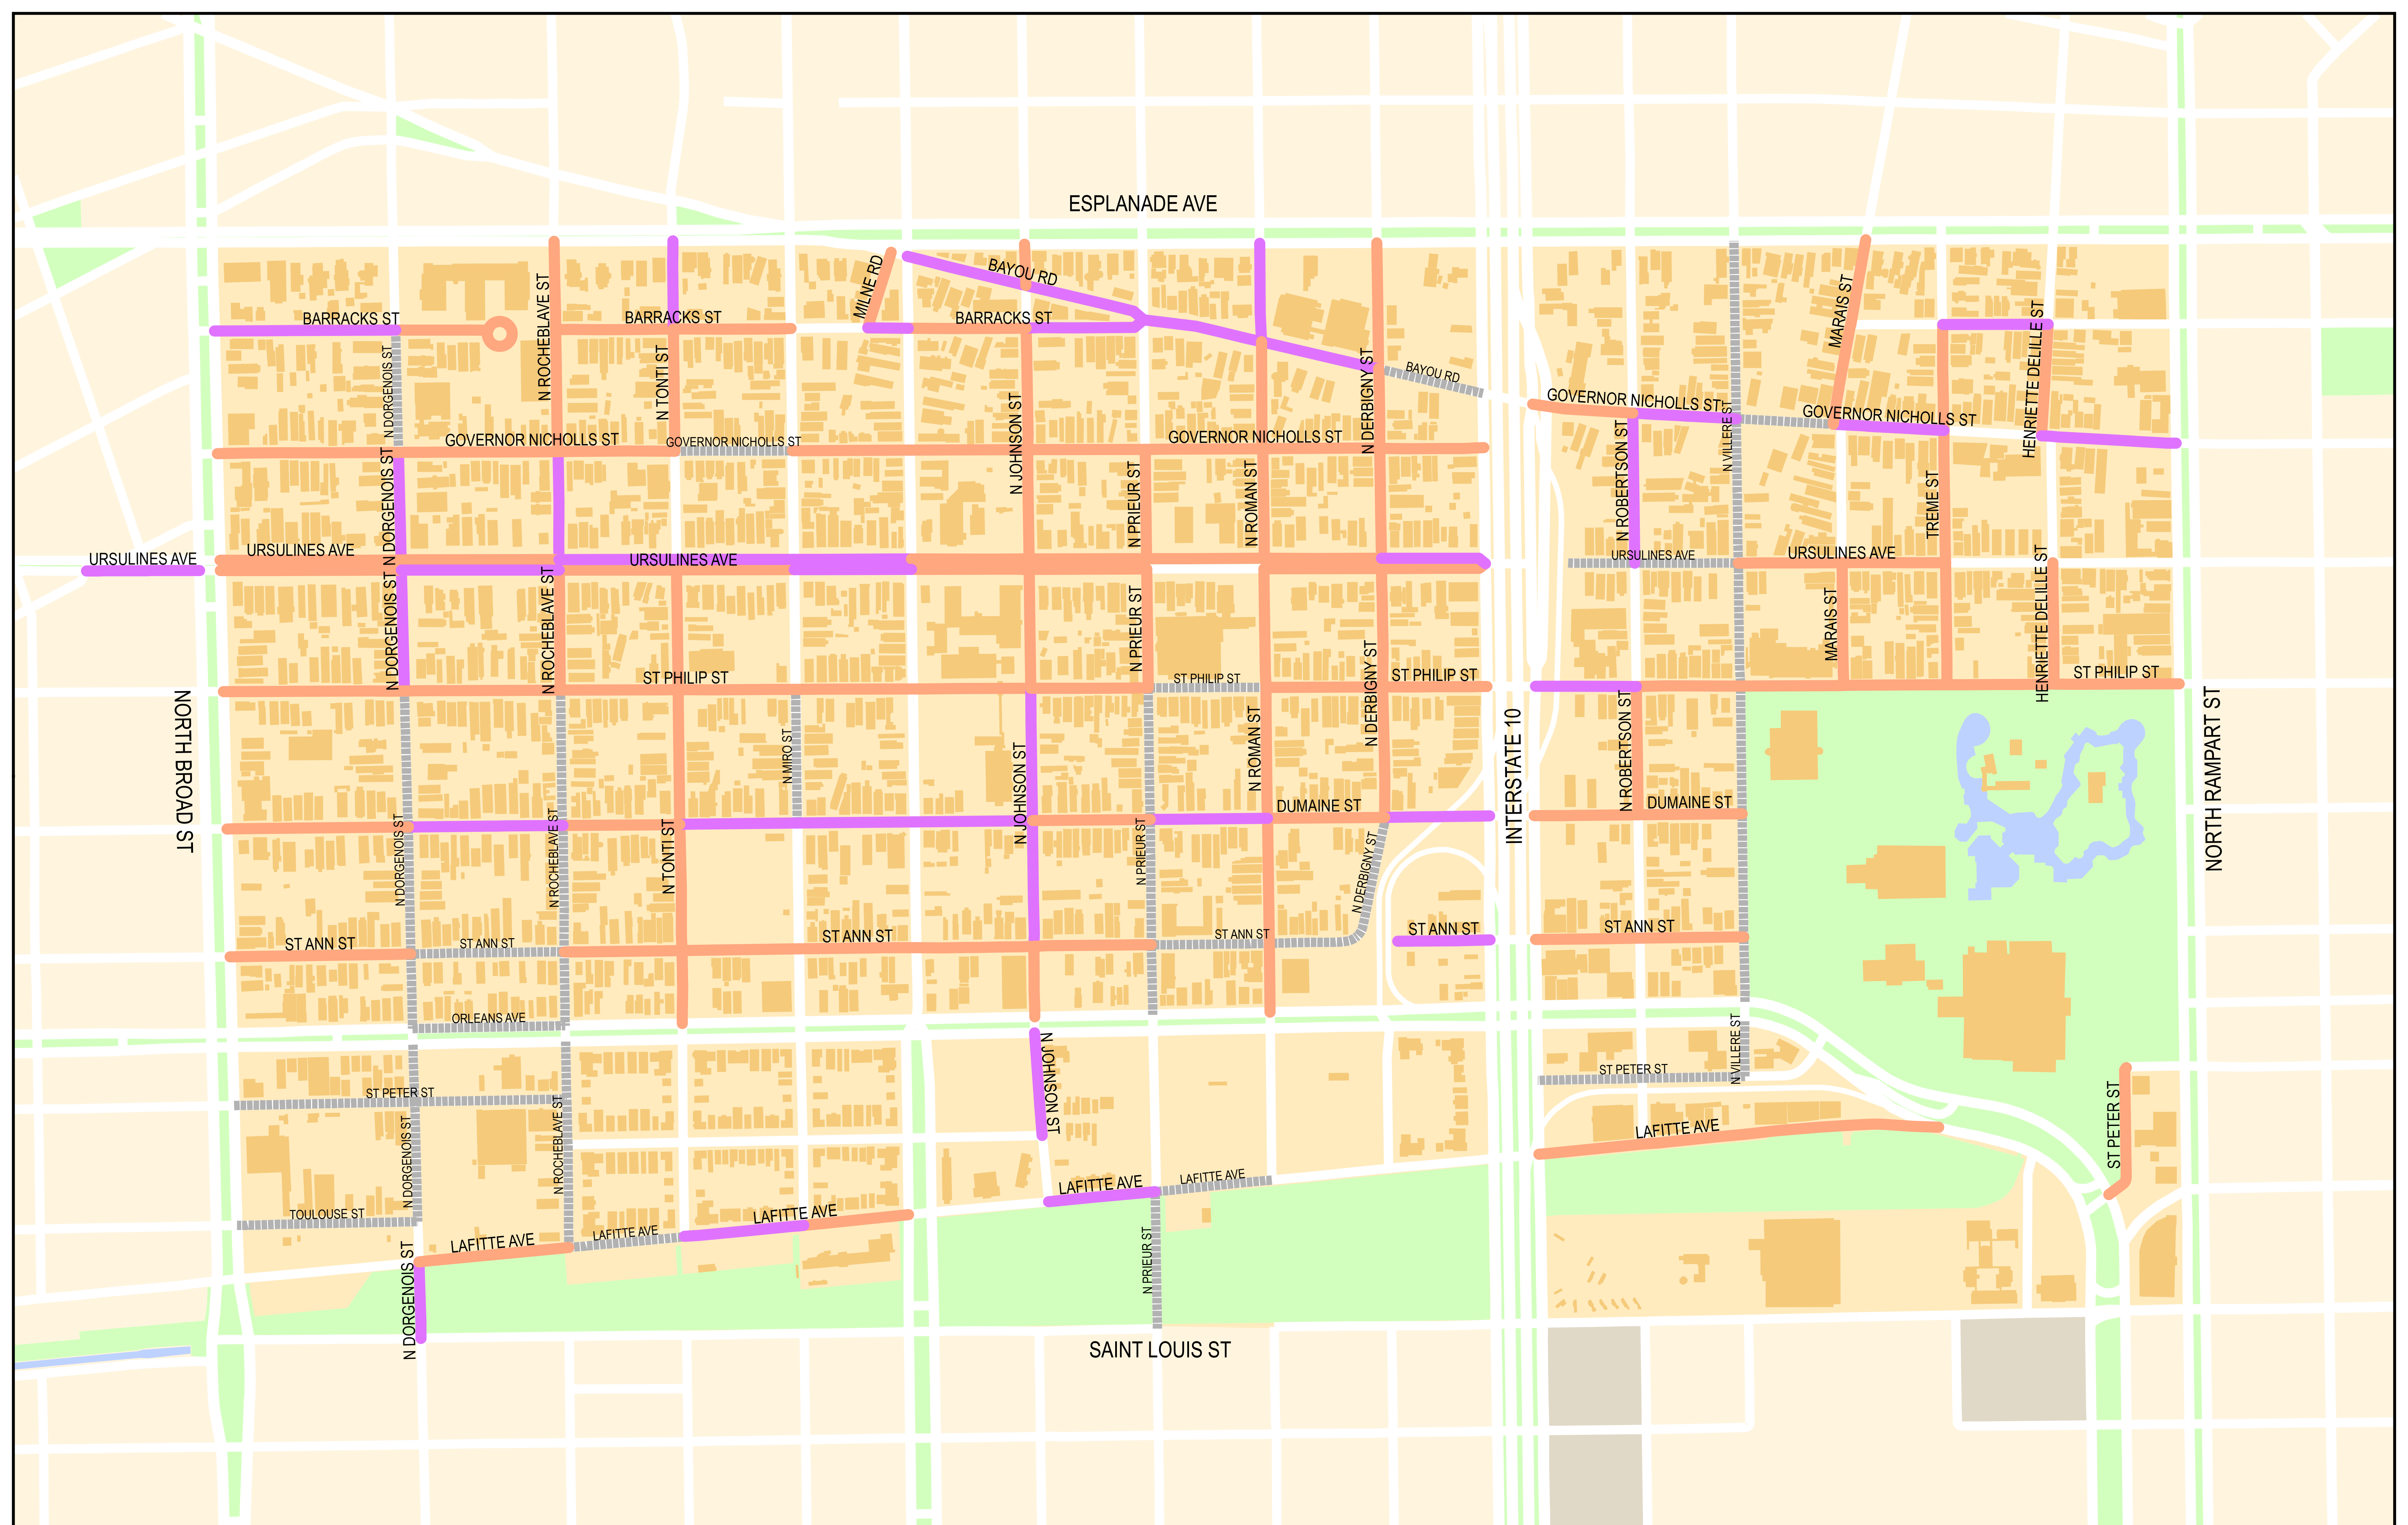 ESPLANADE AVE
MILNE RD
BAYOU RD
N ROCHEBLAVE ST
BARRACKS ST
BARRACKS ST
BARRACKS ST
MARAIS ST
HENRIETTE DELILLE ST
N DORGENOIS ST
N TONTI ST
N DERBIGNY ST
BAYOU RD
GOVERNOR NICHOLLS ST
GOVERNOR NICHOLLS ST
GOVERNOR NICHOLLS ST
GOVERNOR NICHOLLS ST
GOVERNOR NICHOLLS ST
N VILLERE ST
N JOHNSON ST
N DORGENOIS ST
N PRIEUR ST
N ROMAN ST
N ROBERTSON ST
TREME ST
URSULINES AVE
URSULINES AVE
URSULINES AVE
URSULINES AVE
URSULINES AVE
N DORGENOIS ST
N ROCHEBLAVE ST
N PRIEUR ST
N DERBIGNY ST
MARAIS ST
HENRIETTE DELILLE ST
ST PHILIP ST
ST PHILIP ST
ST PHILIP ST
ST PHILIP ST
NORTH BROAD ST
N MIRO ST
N JOHNSON ST
N ROMAN ST
INTERSTATE 10
N ROBERTSON ST
NORTH RAMPART ST
DUMAINE ST
DUMAINE ST
N DORGENOIS ST
N ROCHEBLAVE ST
N TONTI ST
N PRIEUR ST
N DERBIGNY ST
ST ANN ST
ST ANN ST
ST ANN ST
ST ANN ST
ST ANN ST
ST ANN ST
ORLEANS AVE
N JOHNSON ST
N VILLERE ST
ST PETER ST
ST PETER ST
ST PETER ST
N DORGENOIS ST
N ROCHEBLAVE ST
LAFITTE AVE
LAFITTE AVE
LAFITTE AVE
TOULOUSE ST
LAFITTE AVE
LAFITTE AVE
LAFITTE AVE
N DORGENOIS ST
N PRIEUR ST
SAINT LOUIS ST